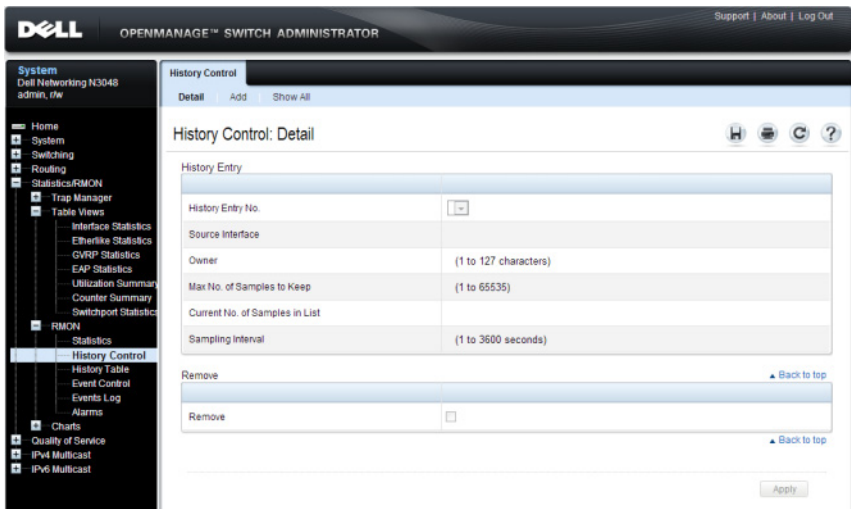 Support | About | Log Out
DELL
OPENMANAGE™ SWITCH ADMINISTRATOR
System
Dell Networking N3048
admin, r/w
Home
System
Switching
Routing
Statistics/RMON
Trap Manager
Table Views
Interface Statistics
Etherlike Statistics
GVRP Statistics
EAP Statistics
Utilization Summary
Counter Summary
Switchport Statistics
RMON
Statistics
History Control
History Table
Event Control
Events Log
Alarms
Charts
Quality of Service
IPv4 Multicast
IPv6 Multicast
History Control
Detail Add Show All
History Control: Detail
?
History Entry
History Entry No.
Source Interface
Owner (1 to 127 characters)
Max No. of Samples to Keep (1 to 65535)
Current No. of Samples in List
Sampling Interval (1 to 3600 seconds)
Remove ▲ Back to top
Remove
▲ Back to top
Apply